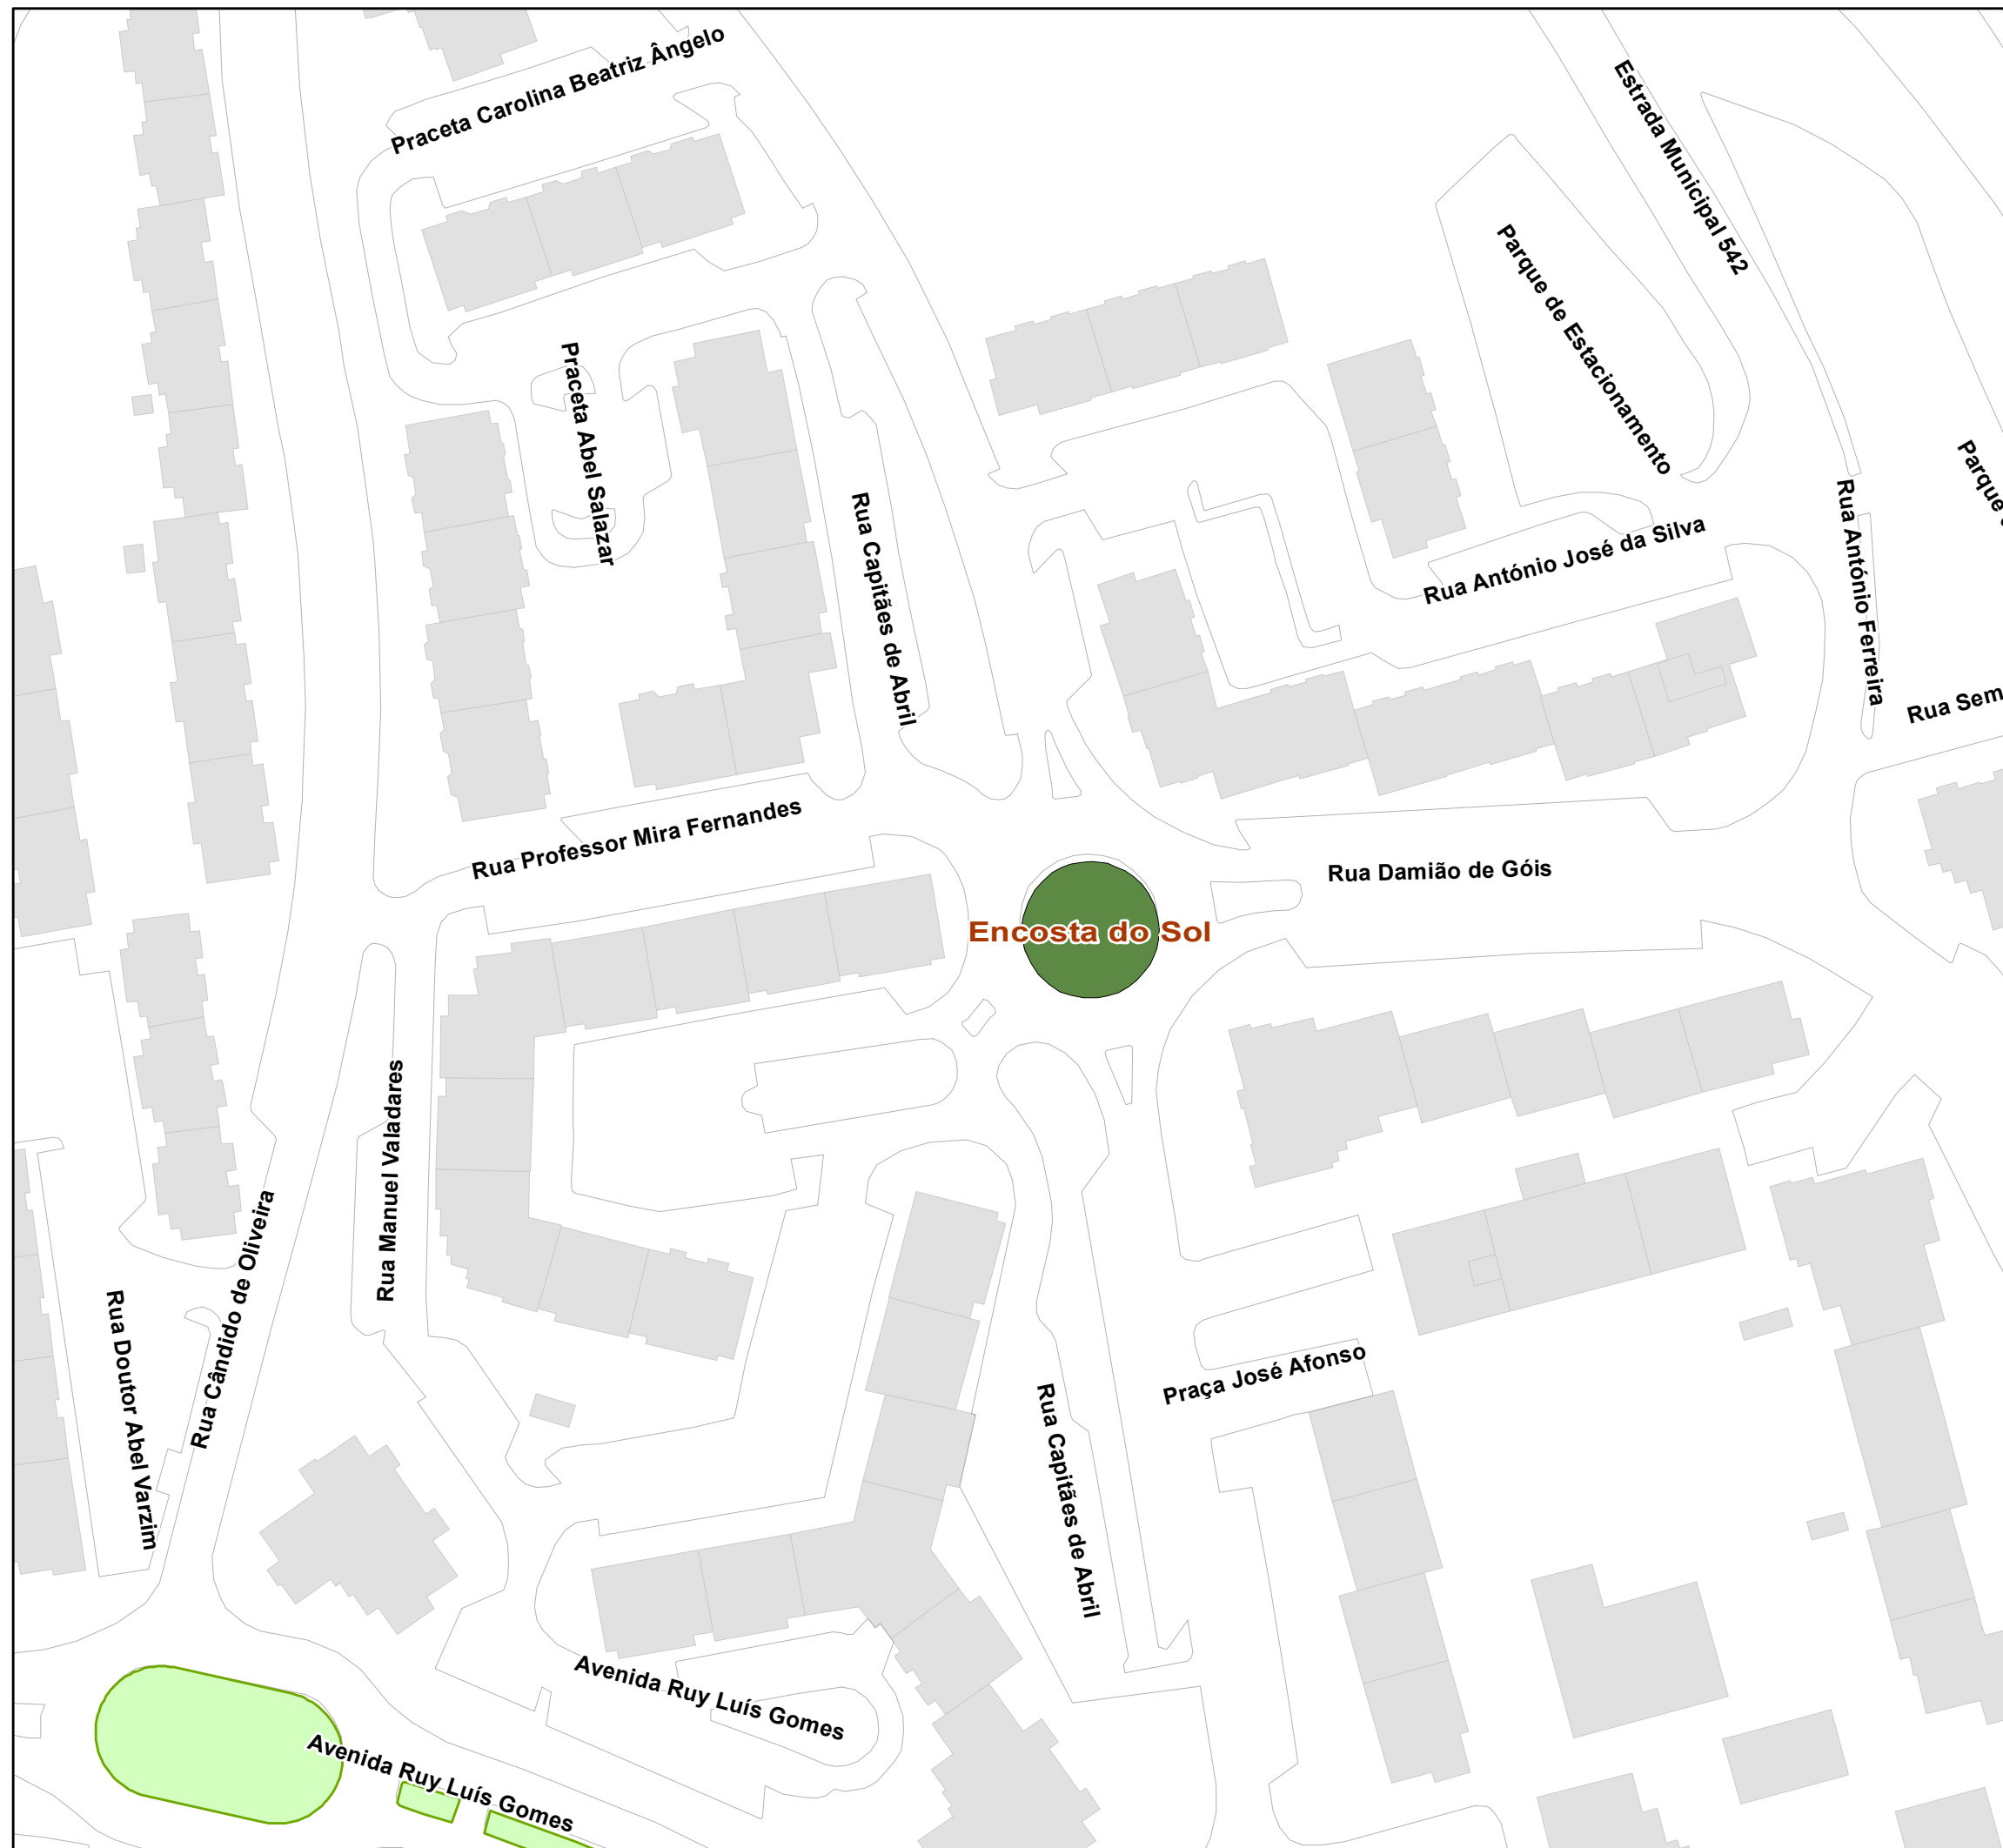 Praceta Carolina Beatriz Ângelo
Estrada Municipal 542
Parque de Estacionamento
Praceta Abel Salazar
Rua Capitães de Abril
Rua António José da Silva
Rua António Ferreira
Parque
Rua Sem
Rua Professor Mira Fernandes
Rua Damião de Góis
Encosta do Sol
Rua Manuel Valadares
Rua Cândido de Oliveira
Rua Doutor Abel Varzim
Praça José Afonso
Rua Capitães de Abril
Avenida Ruy Luís Gomes
Avenida Ruy Luís Gomes